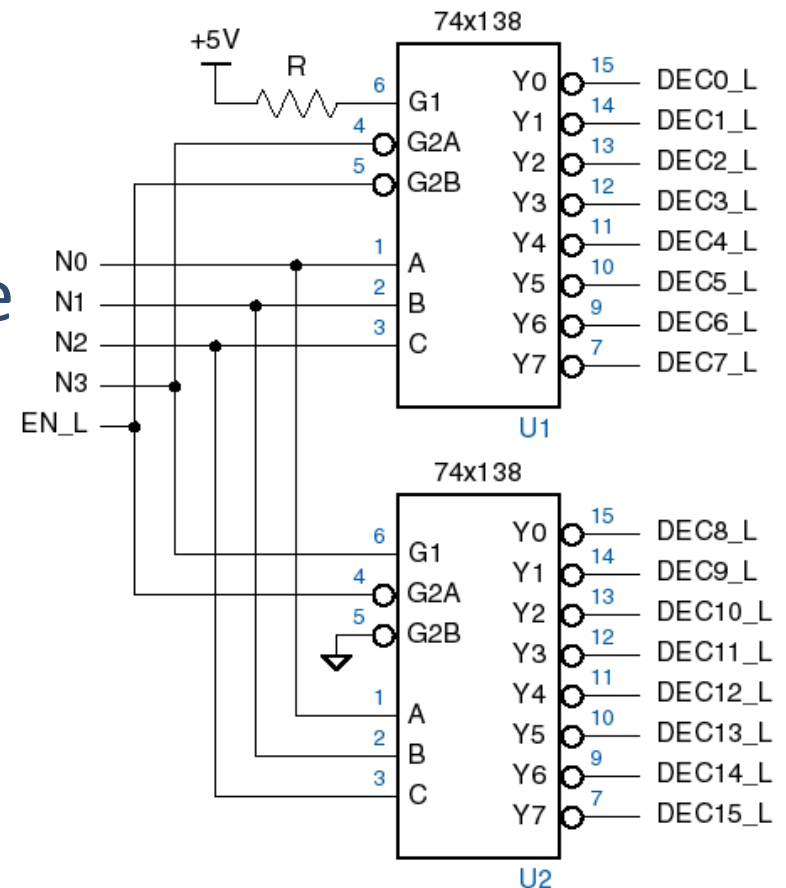 74x138
+5V
R
6 G1
4 G2A
5 G2B
1 A
2 B
3 C
Y0 15 DEC0_L
Y1 14 DEC1_L
Y2 13 DEC2_L
Y3 12 DEC3_L
Y4 11 DEC4_L
Y5 10 DEC5_L
Y6 9 DEC6_L
Y7 7 DEC7_L
U1
e
N0
N1
N2
N3
EN_L
74x138
6 G1
4 G2A
5 G2B
1 A
2 B
3 C
Y0 15 DEC8_L
Y1 14 DEC9_L
Y2 13 DEC10_L
Y3 12 DEC11_L
Y4 11 DEC12_L
Y5 10 DEC13_L
Y6 9 DEC14_L
Y7 7 DEC15_L
U2